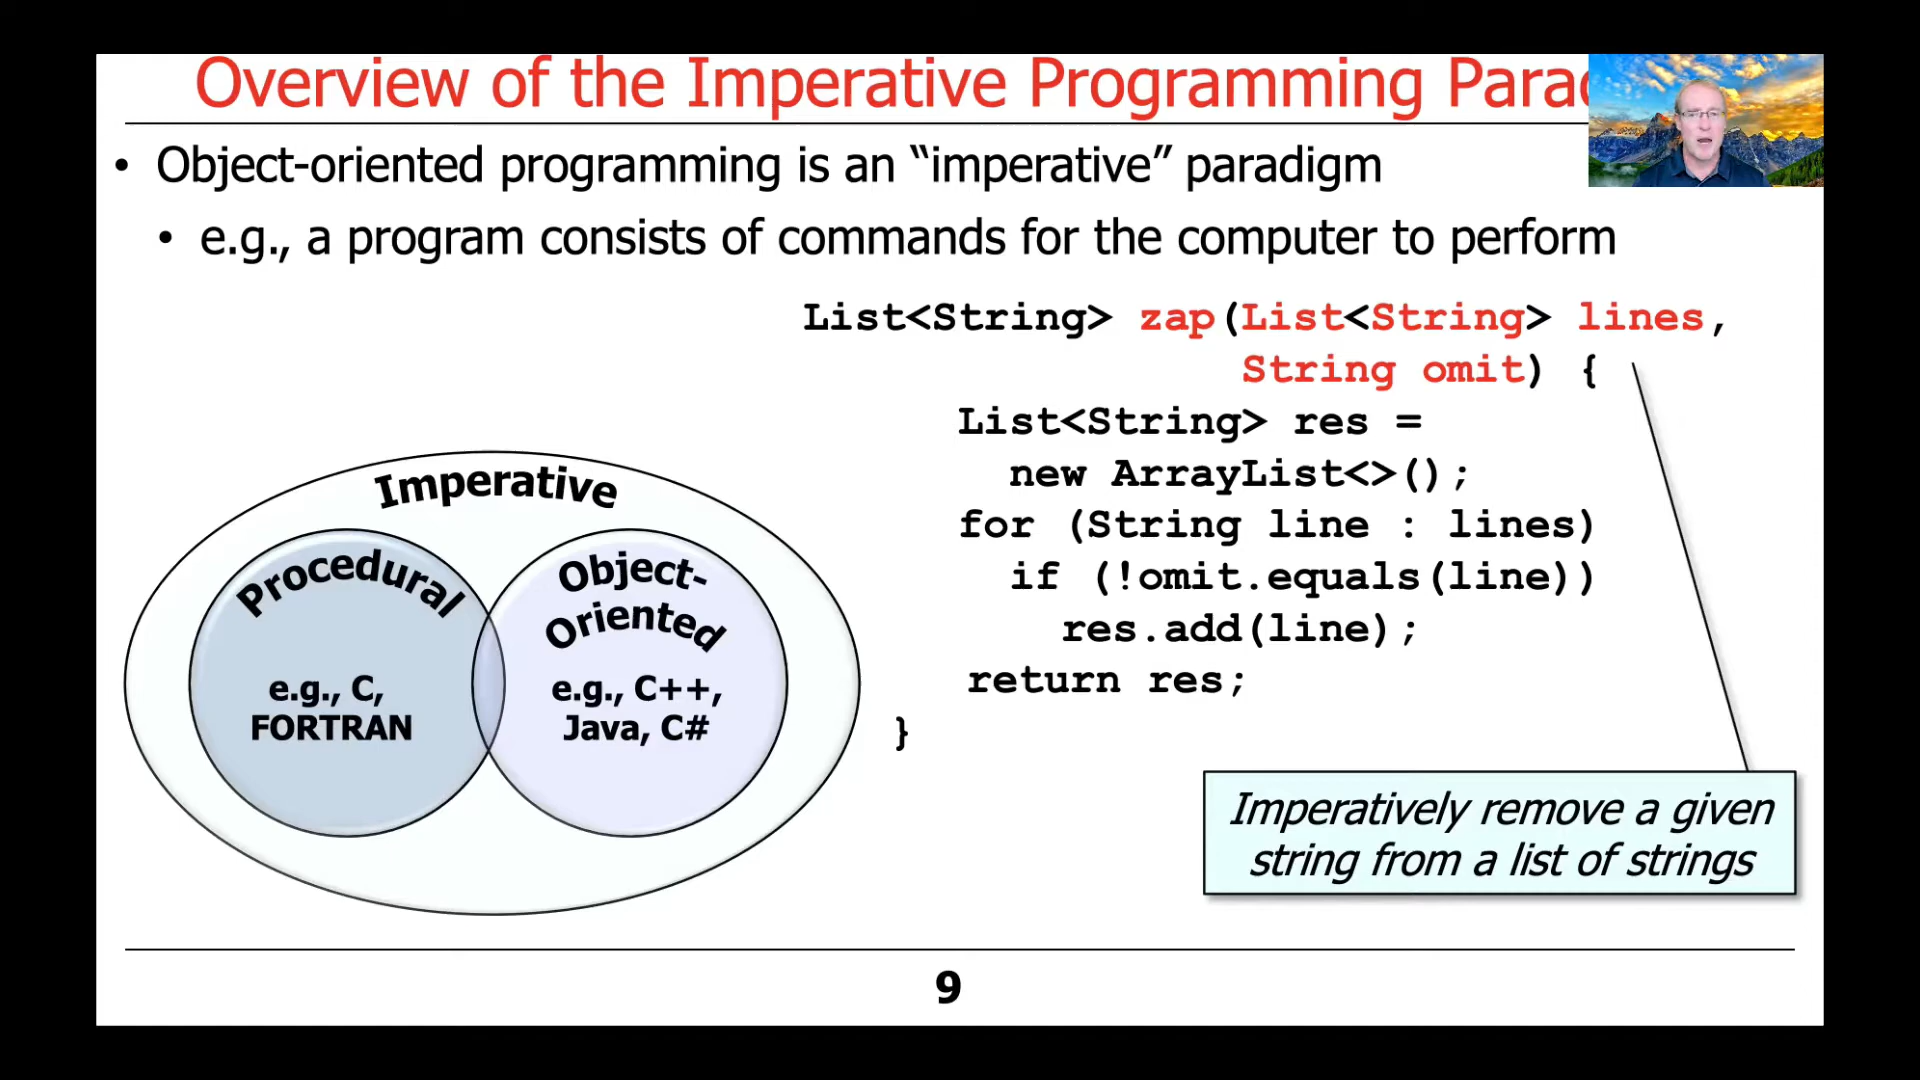 Overview of the Imperative Programming
• Object-oriented programming is an “imperative” paradigm
• e.g., a program consists of commands for the computer to perform
List<String> zap(List<String> lines,
String omit) {
List<String> res =
new ArrayList<>();
for (String line : lines)
if (!omit.equals(line))
res.add(line);
return res;
}
Imperative
Procedural
e.g., C,
FORTRAN
Object-
Oriented
e.g., C++,
Java, C#
Imperatively remove a given
string from a list of strings
9